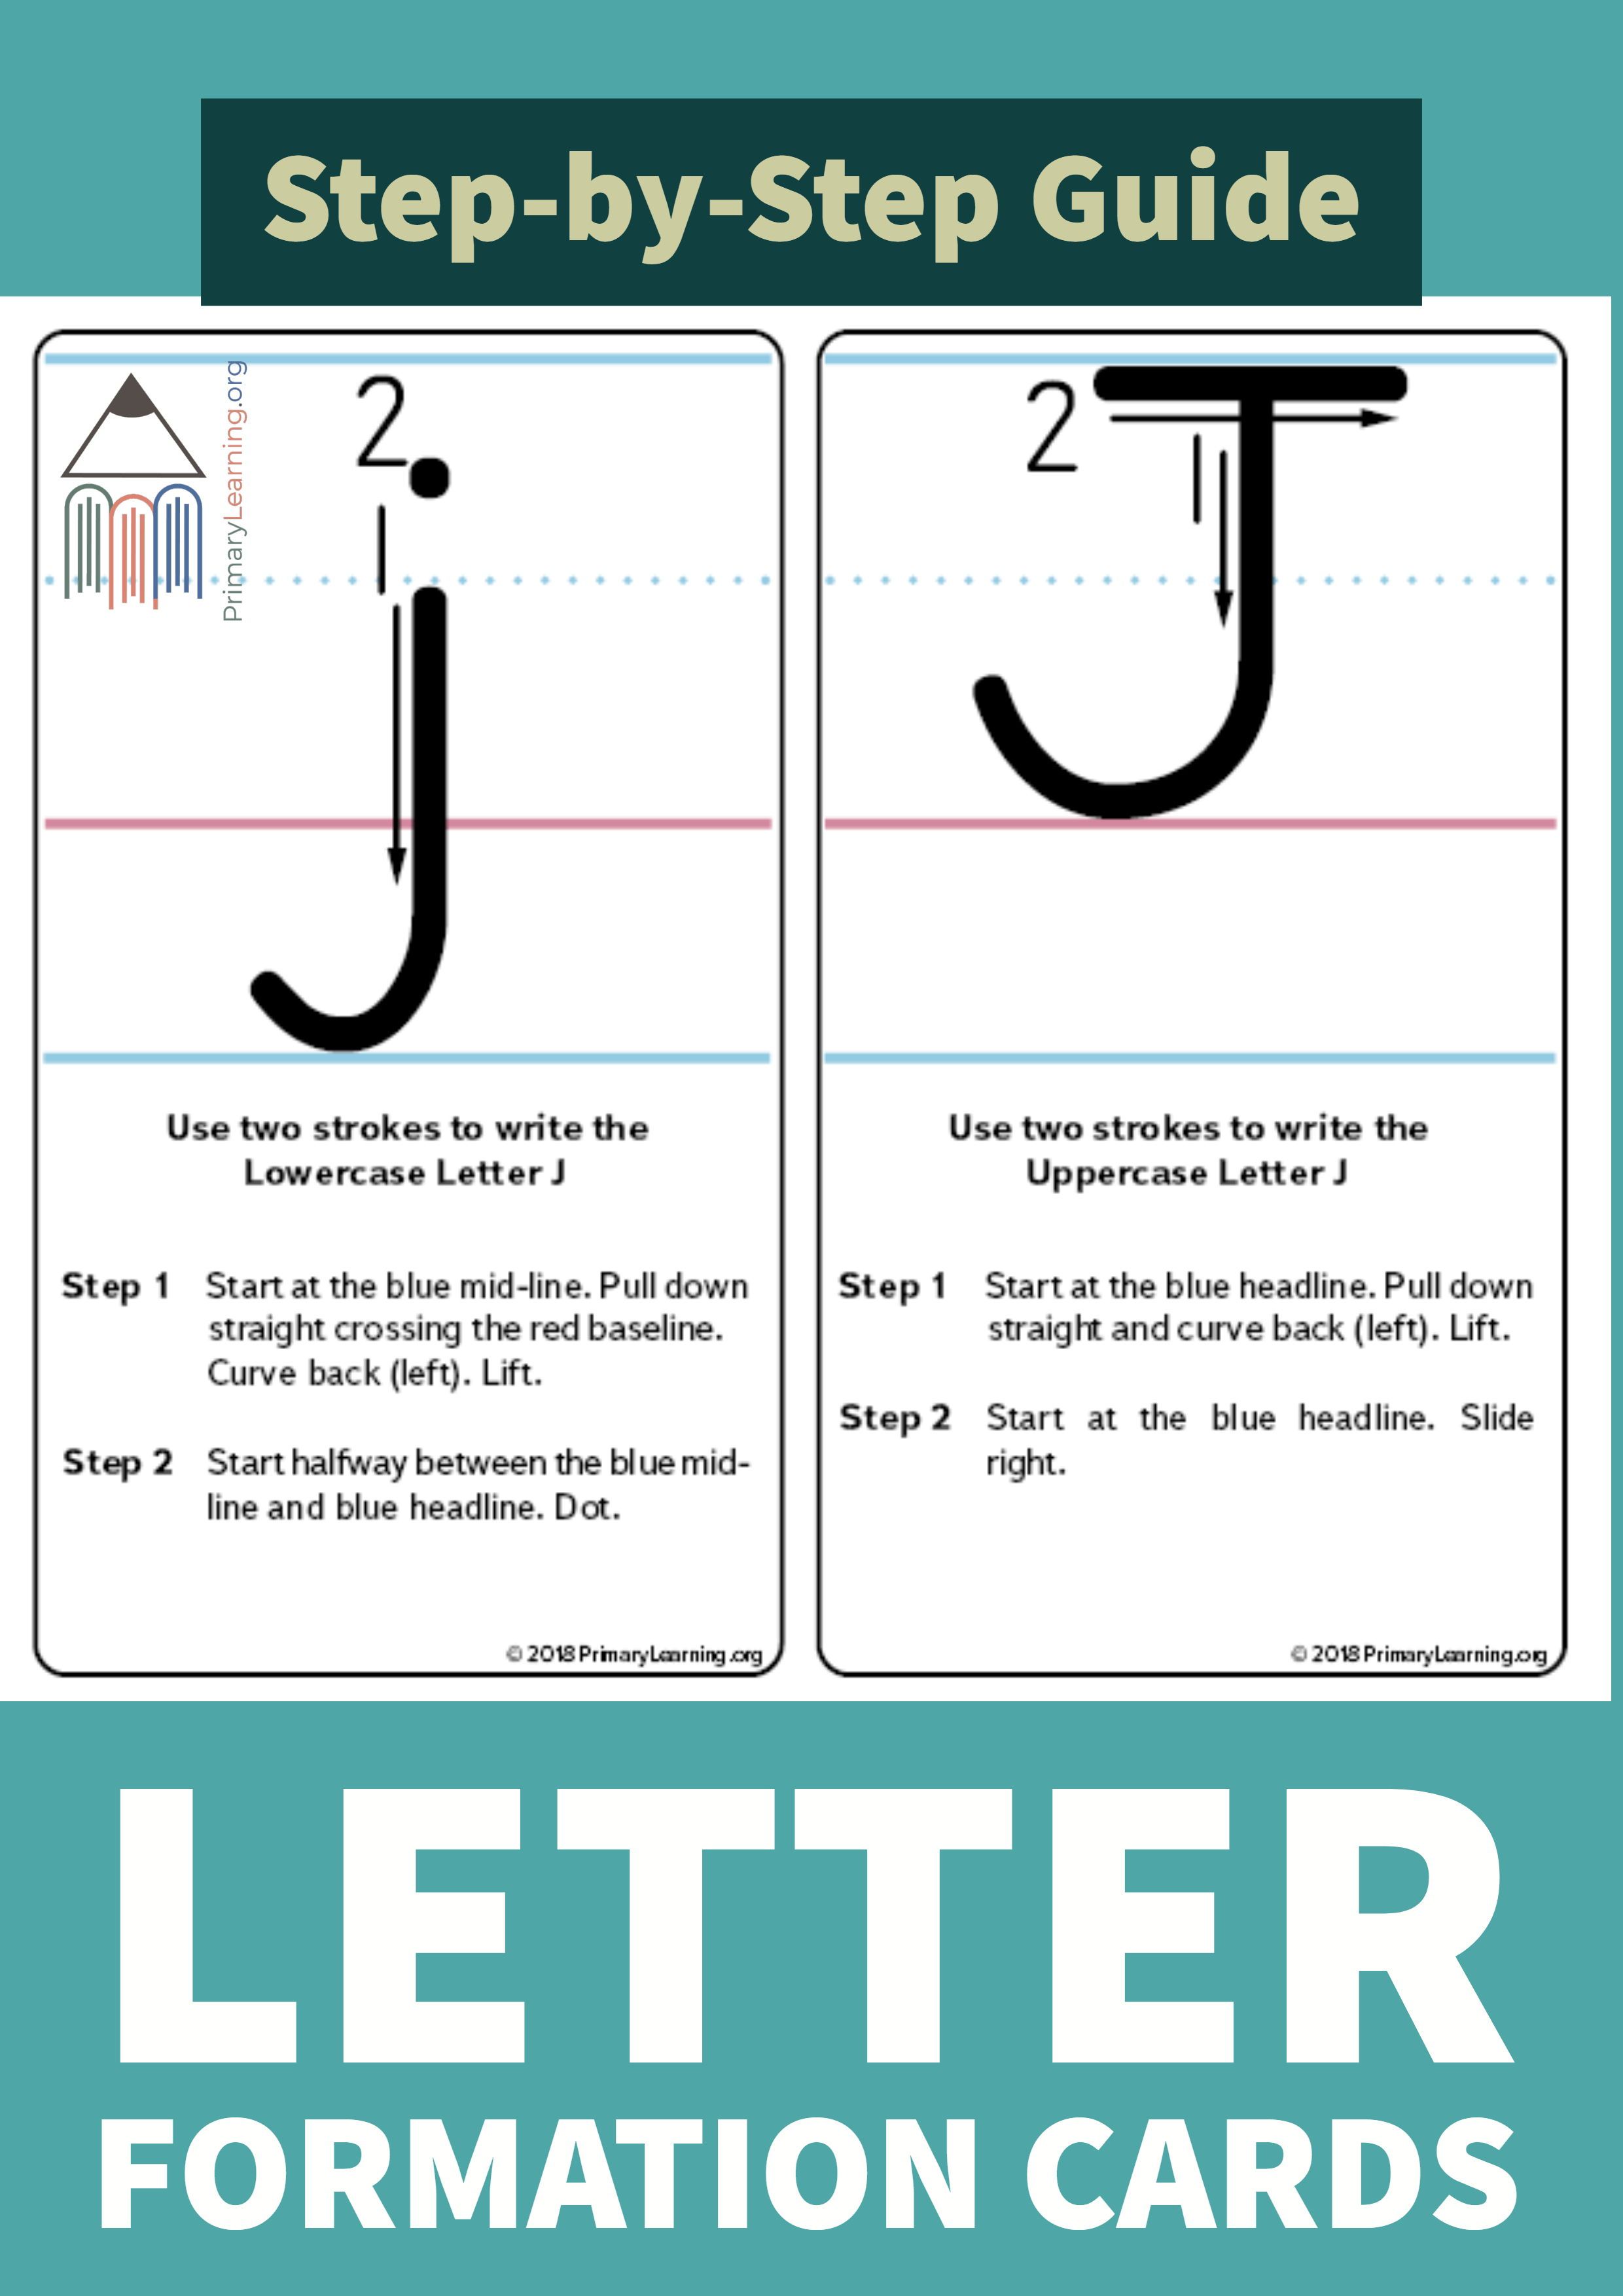 Step-by-Step Guide
PrimaryLearning.org
2
1
j
Use two strokes to write the
Lowercase Letter J
Step 1 Start at the blue mid-line. Pull down
straight crossing the red baseline.
Curve back (left). Lift.
Step 2 Start halfway between the blue mid-
line and blue headline. Dot.
© 2018 PrimaryLearning.org
2
1
J
Use two strokes to write the
Uppercase Letter J
Step 1 Start at the blue headline. Pull down
straight and curve back (left). Lift.
Step 2 Start at the blue headline. Slide
right.
© 2018 PrimaryLearning.org
LETTER
FORMATION CARDS